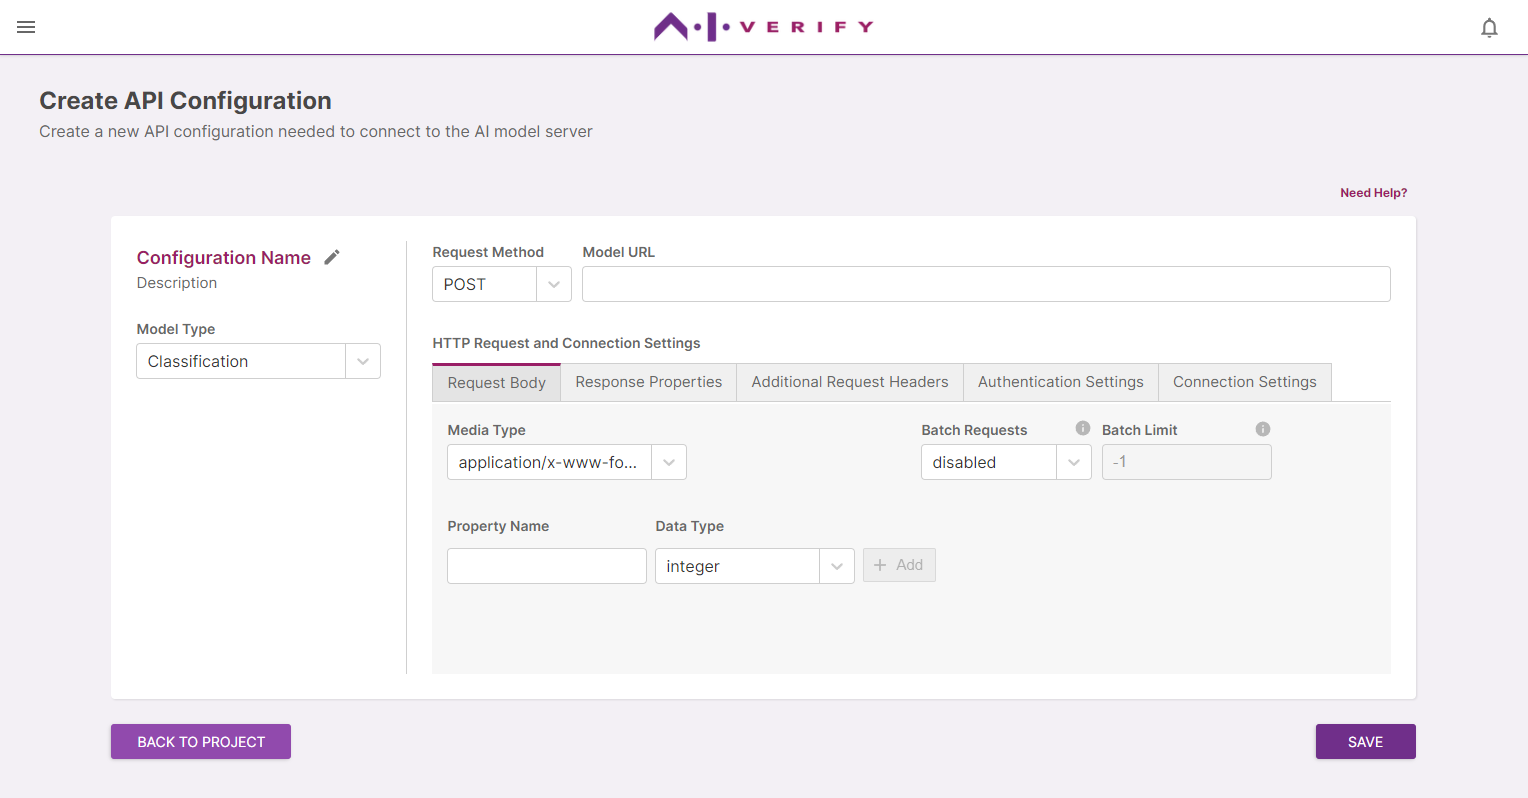 A·I·VERIFY
Create API Configuration
Create a new API configuration needed to connect to the AI model server
Need Help?
Configuration Name
Description
Model Type
Classification
Request Method
Model URL
POST
HTTP Request and Connection Settings
Request Body
Response Properties
Additional Request Headers
Authentication Settings
Connection Settings
Media Type
Batch Requests
Batch Limit
application/x-www-fo...
disabled
-1
Property Name
Data Type
integer
+ Add
BACK TO PROJECT
SAVE